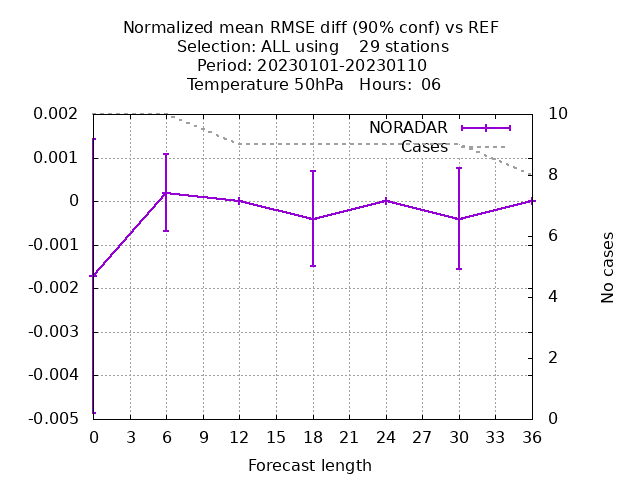 Normalized mean RMSE diff (90% conf) vs REF
Selection: ALL using    29 stations
Period: 20230101-20230110
Temperature 50hPa   Hours:  06
NORADAR
Cases
0.002
0.001
0
-0.001
-0.002
-0.003
-0.004
-0.005
10
8
6
4
2
0
No cases
0 3 6 9 12 15 18 21 24 27 30 33 36
Forecast length